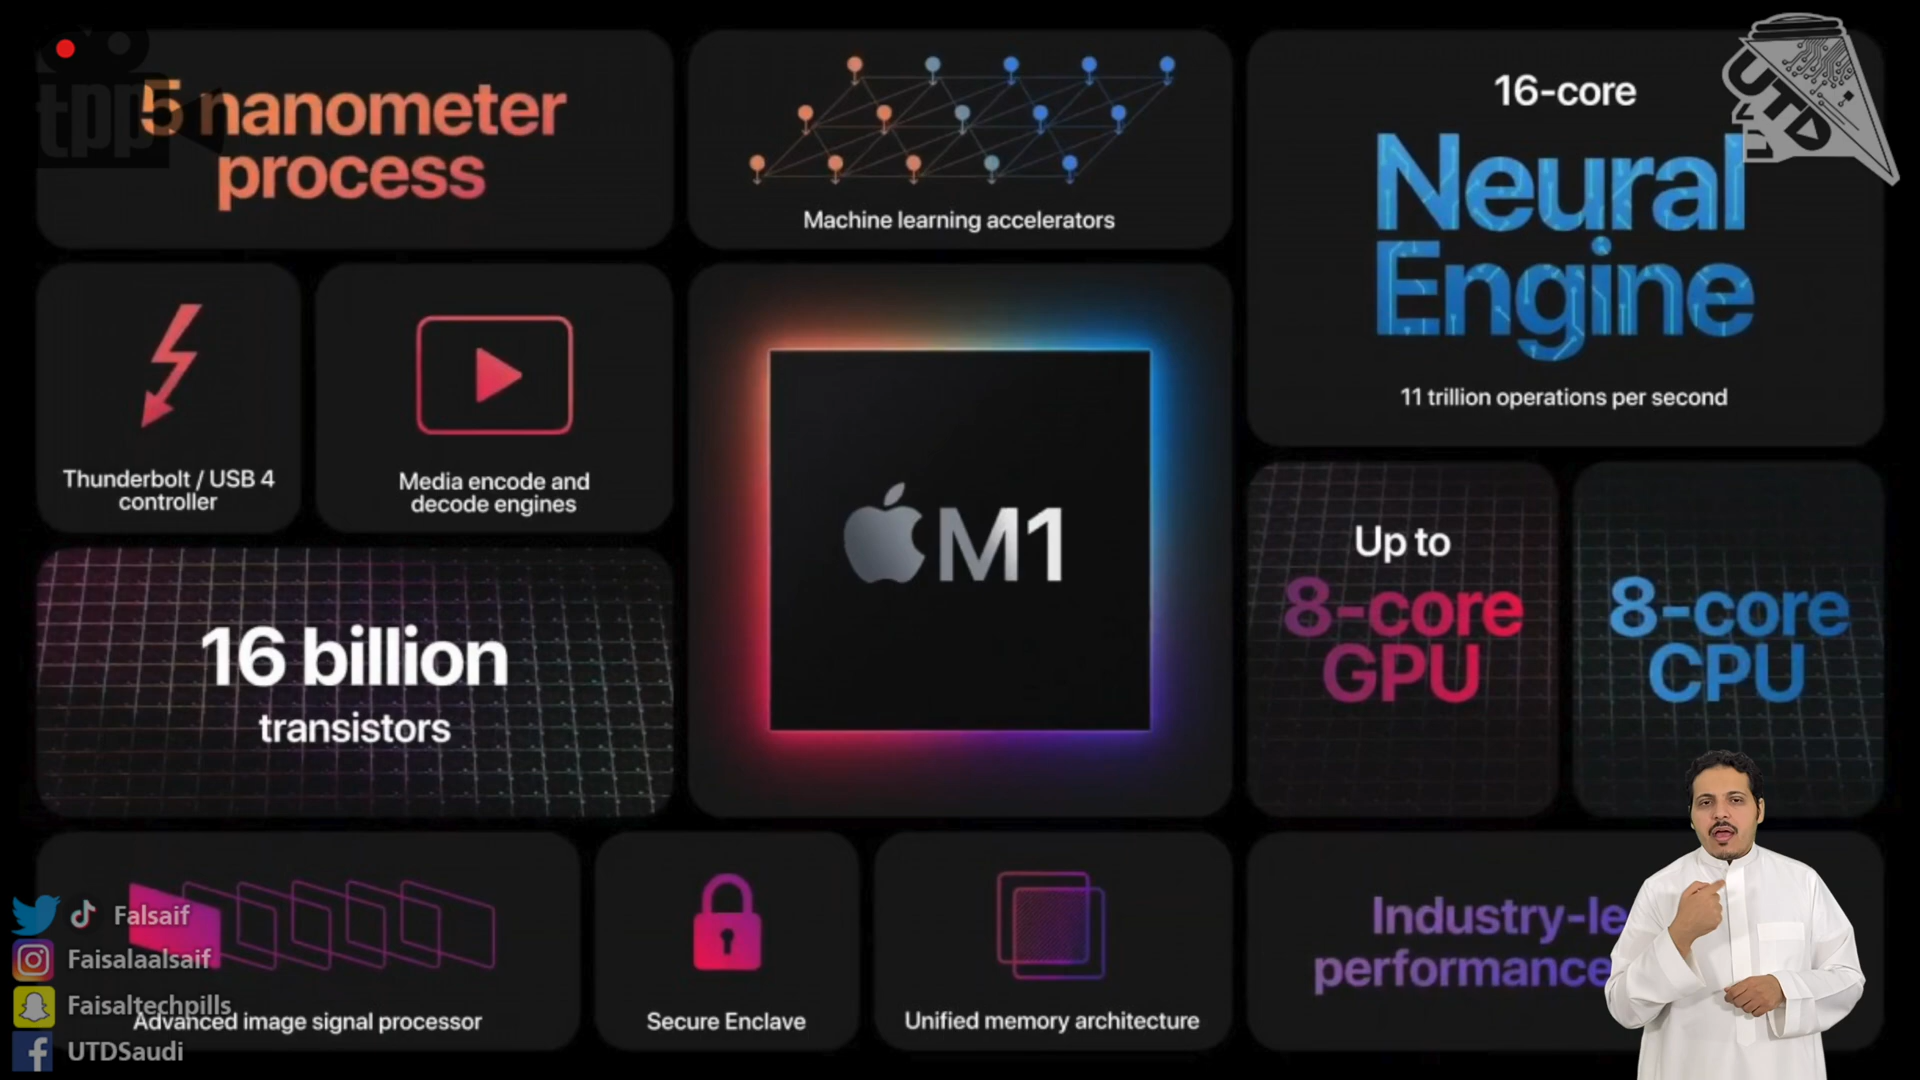 tpp
5 nanometer
process
Machine learning accelerators
16-core
Neural
Engine
11 trillion operations per second
UTD
Thunderbolt / USB 4
controller
Media encode and
decode engines
M1
Up to
8-core
GPU
8-core
CPU
16 billion
transistors
Industry-le
performance
Advanced image signal processor
Secure Enclave
Unified memory architecture
Falsaif
Faisalaalsaif
Faisaltechpills
UTDSaudi